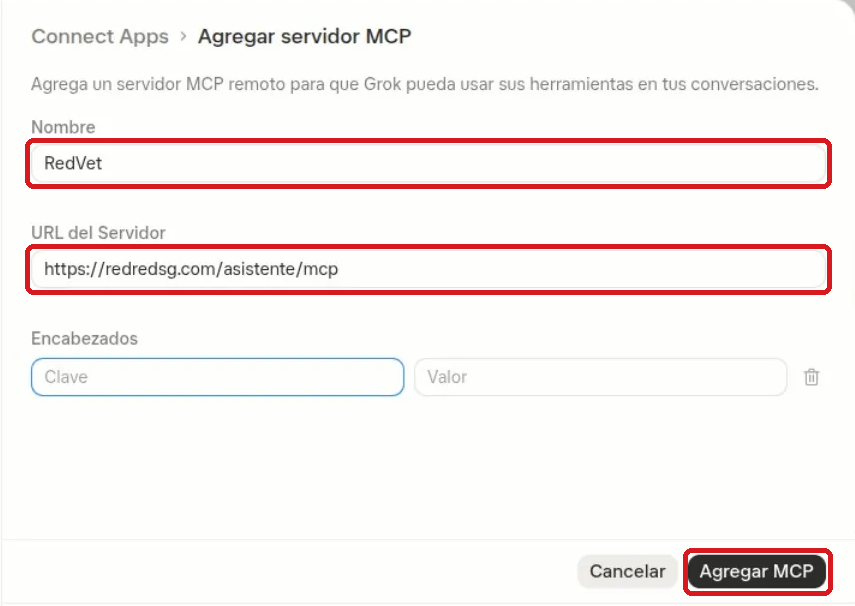 Connect Apps › Agregar servidor MCP
Agrega un servidor MCP remoto para que Grok pueda usar sus herramientas en tus conversaciones.
Nombre
RedVet
URL del Servidor
https://redredsg.com/asistente/mcp
Encabezados
Clave Valor
Cancelar Agregar MCP